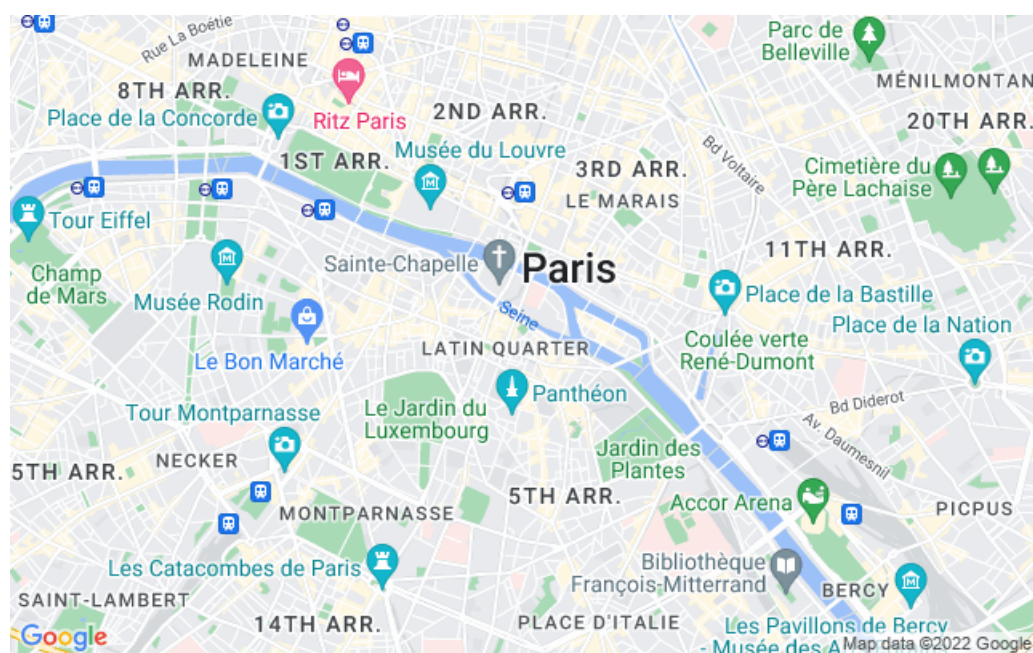 Rue La Boétie
MADELEINE
8TH ARR.
Place de la Concorde
Ritz Paris
2ND ARR.
Parc de
Belleville
MÉNILMONTAN
20TH ARR.
1ST ARR.
Musée du Louvre
3RD ARR.
LE MARAIS
Bd Voltaire
Cimetière du
Père Lachaise
Tour Eiffel
Champ
de Mars
Musée Rodin
Sainte-Chapelle
Paris
11TH ARR.
Place de la Bastille
Place de la Nation
Le Bon Marché
Seine
LATIN QUARTER
Coulée verte
René-Dumont
Tour Montparnasse
Le Jardin du
Luxembourg
Panthéon
Bd Diderot
Av. Daumesnil
5TH ARR.
NECKER
Jardin des
Plantes
MONTPARNASSE
5TH ARR.
Accor Arena
PICPUS
Les Catacombes de Paris
Bibliothèque
François-Mitterrand
BERCY
SAINT-LAMBERT
14TH ARR.
PLACE D'ITALIE
Les Pavillons de Bercy
- Musée des A
Google
Map data ©2022 Google